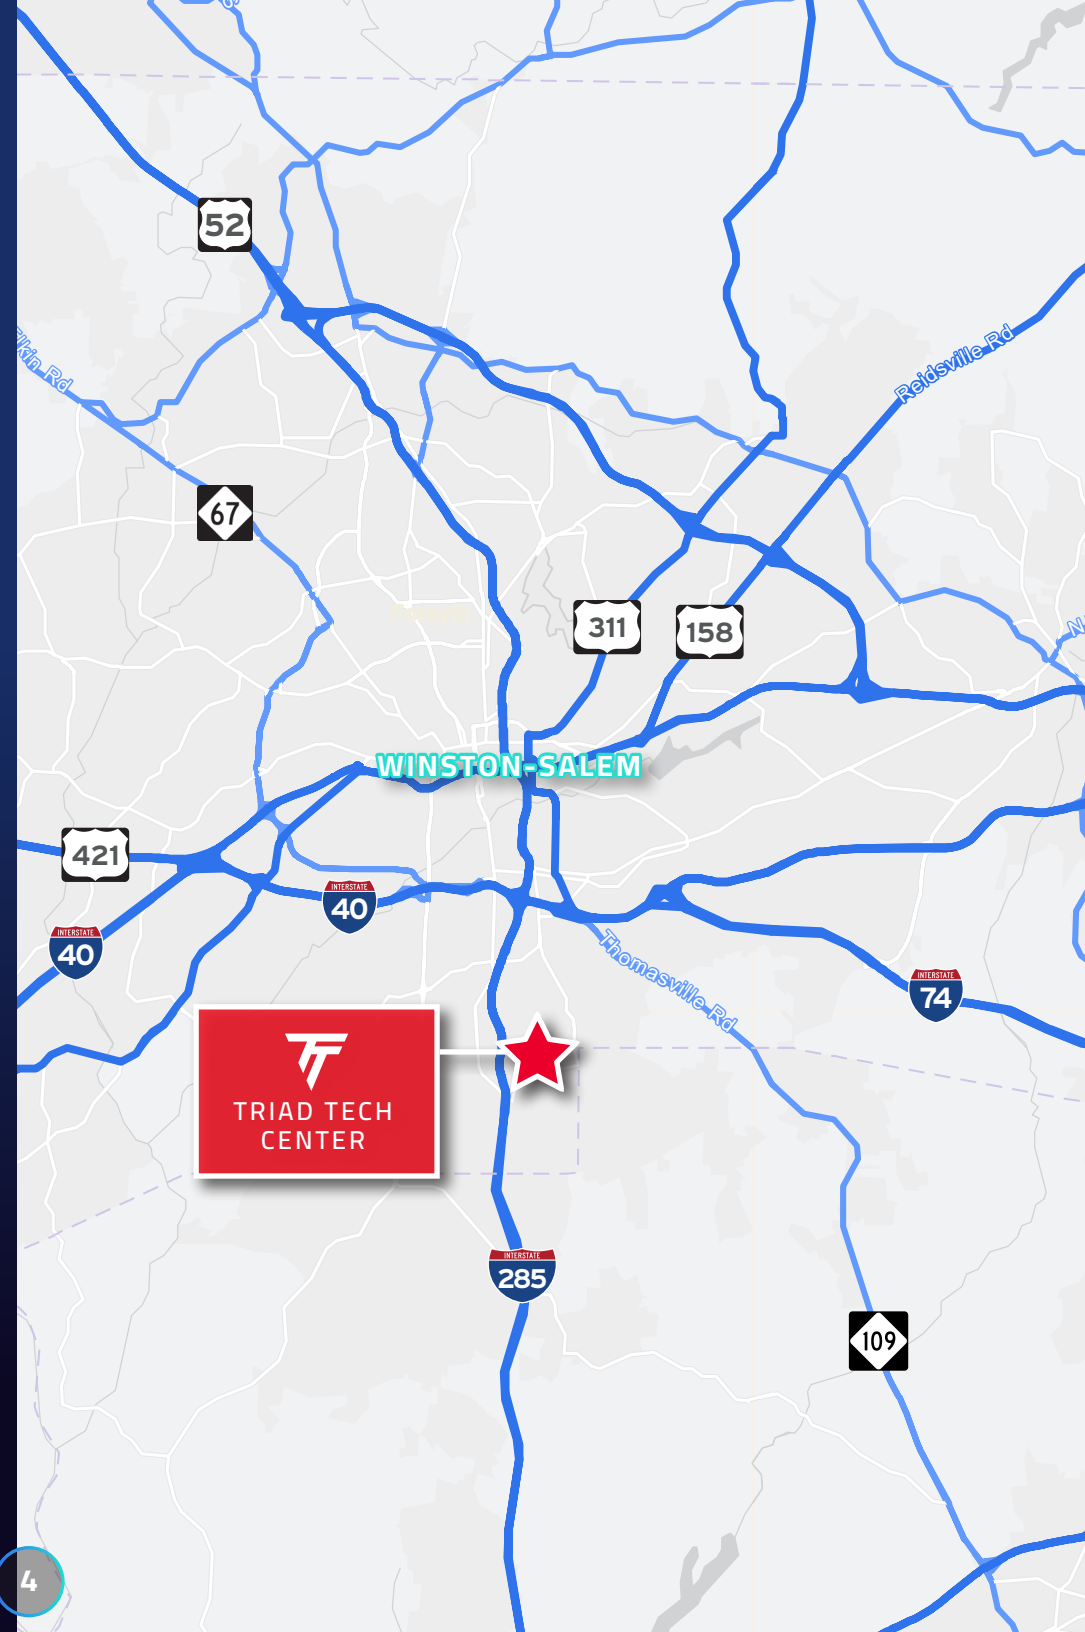 52
Elkin Rd
Reidsville Rd
67
311
158
WINSTON-SALEM
421
INTERSTATE
40
INTERSTATE
40
Thomasville Rd
INTERSTATE
74
TRIAD TECH
CENTER
INTERSTATE
285
109
4